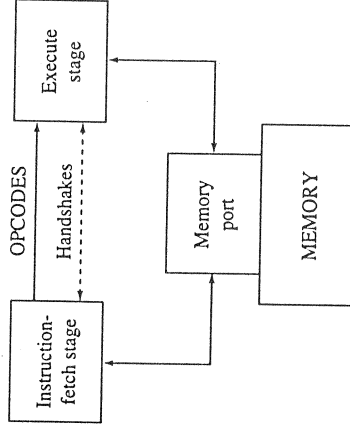 OPCODES
Instruction-
fetch stage
Handshakes
Execute
stage
Memory
port
MEMORY